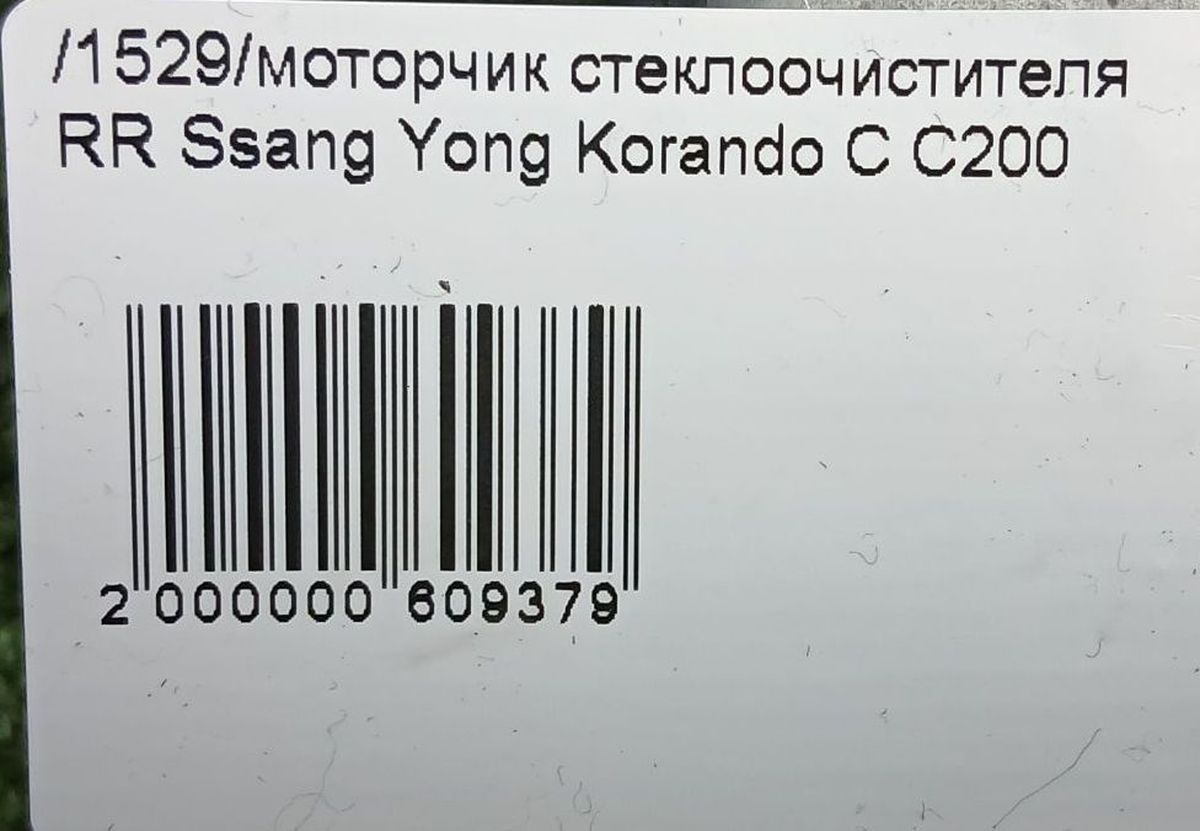 /1529/моторчик стеклоочистителя
RR Ssang Yong Korando C C200
2 000000 609379